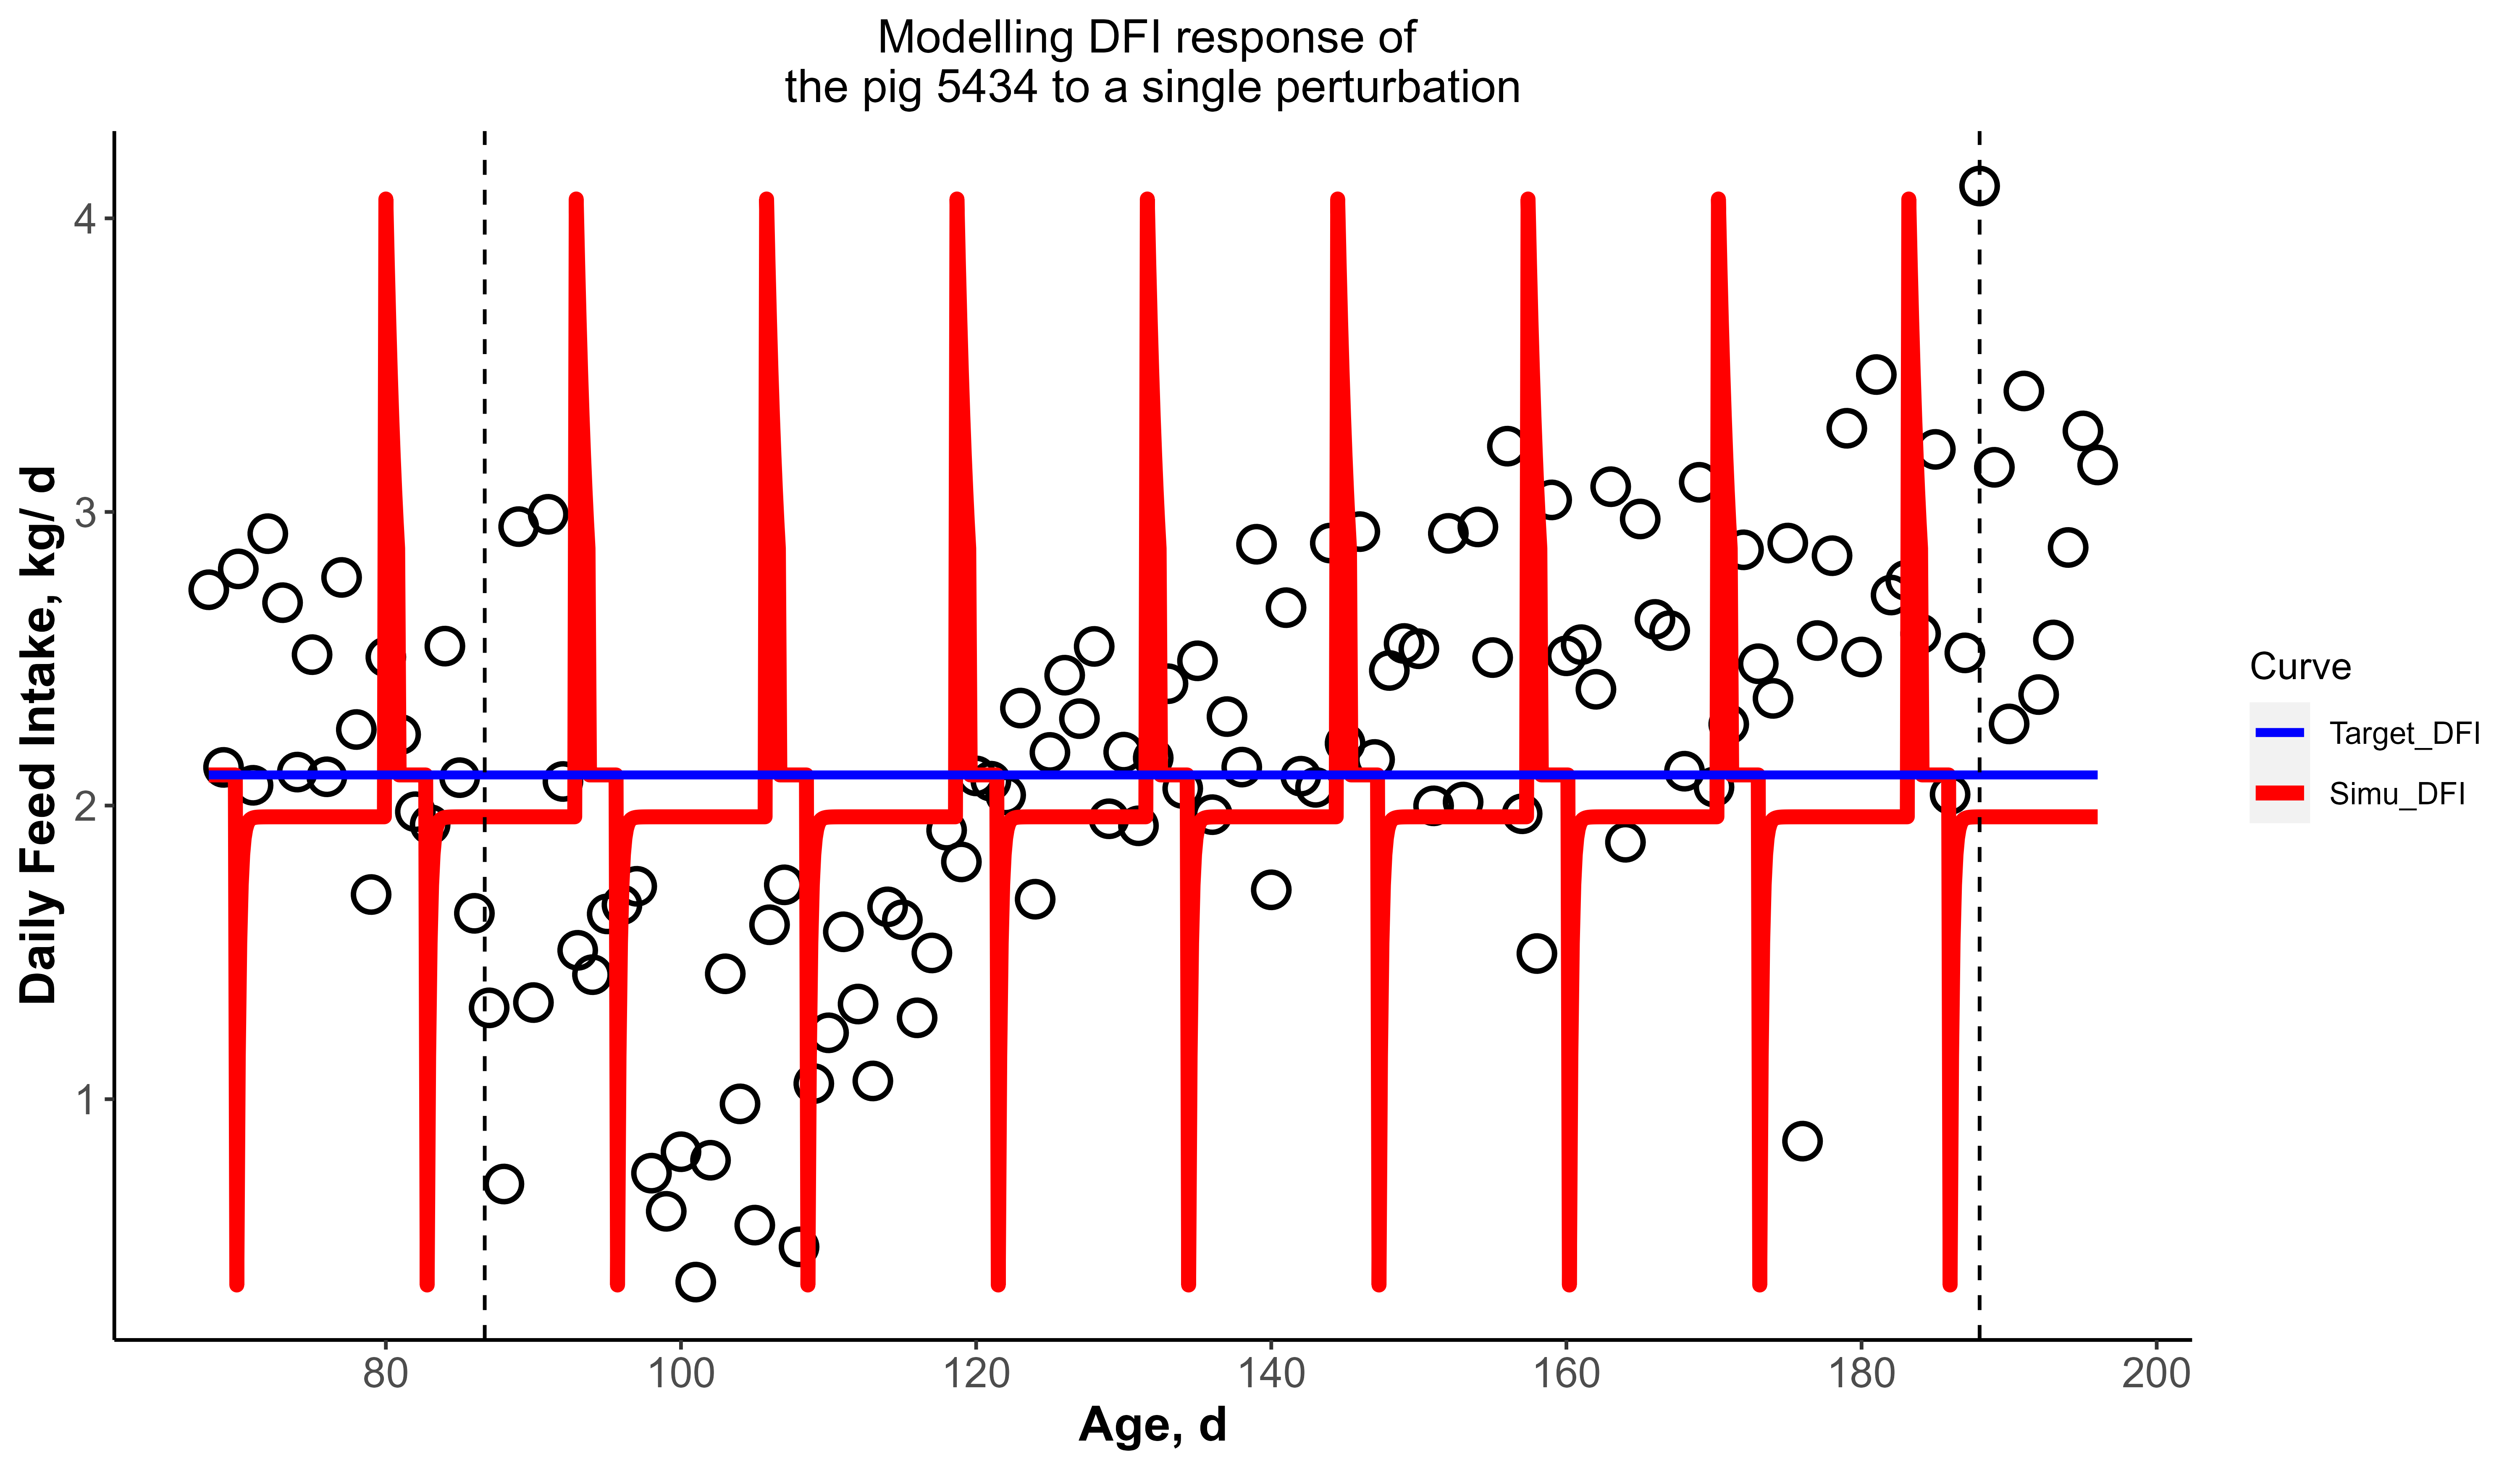 Modelling DFI response of
the pig 5434 to a single perturbation
Daily Feed Intake, kg/ d
4
3
2
1
80 100 120 140 160 180 200
Age, d
Curve
Target_DFI
Simu_DFI